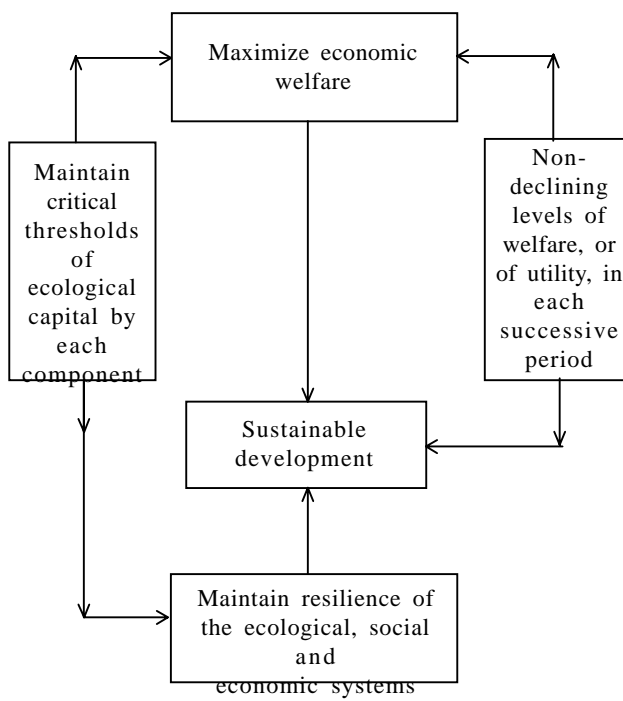 Maximize economic
welfare
Maintain
critical
thresholds
of
ecological
capital by
each
component
Non-
declining
levels of
welfare, or
of utility, in
each
successive
period
Sustainable
development
Maintain resilience of
the ecological, social
and
economic systems